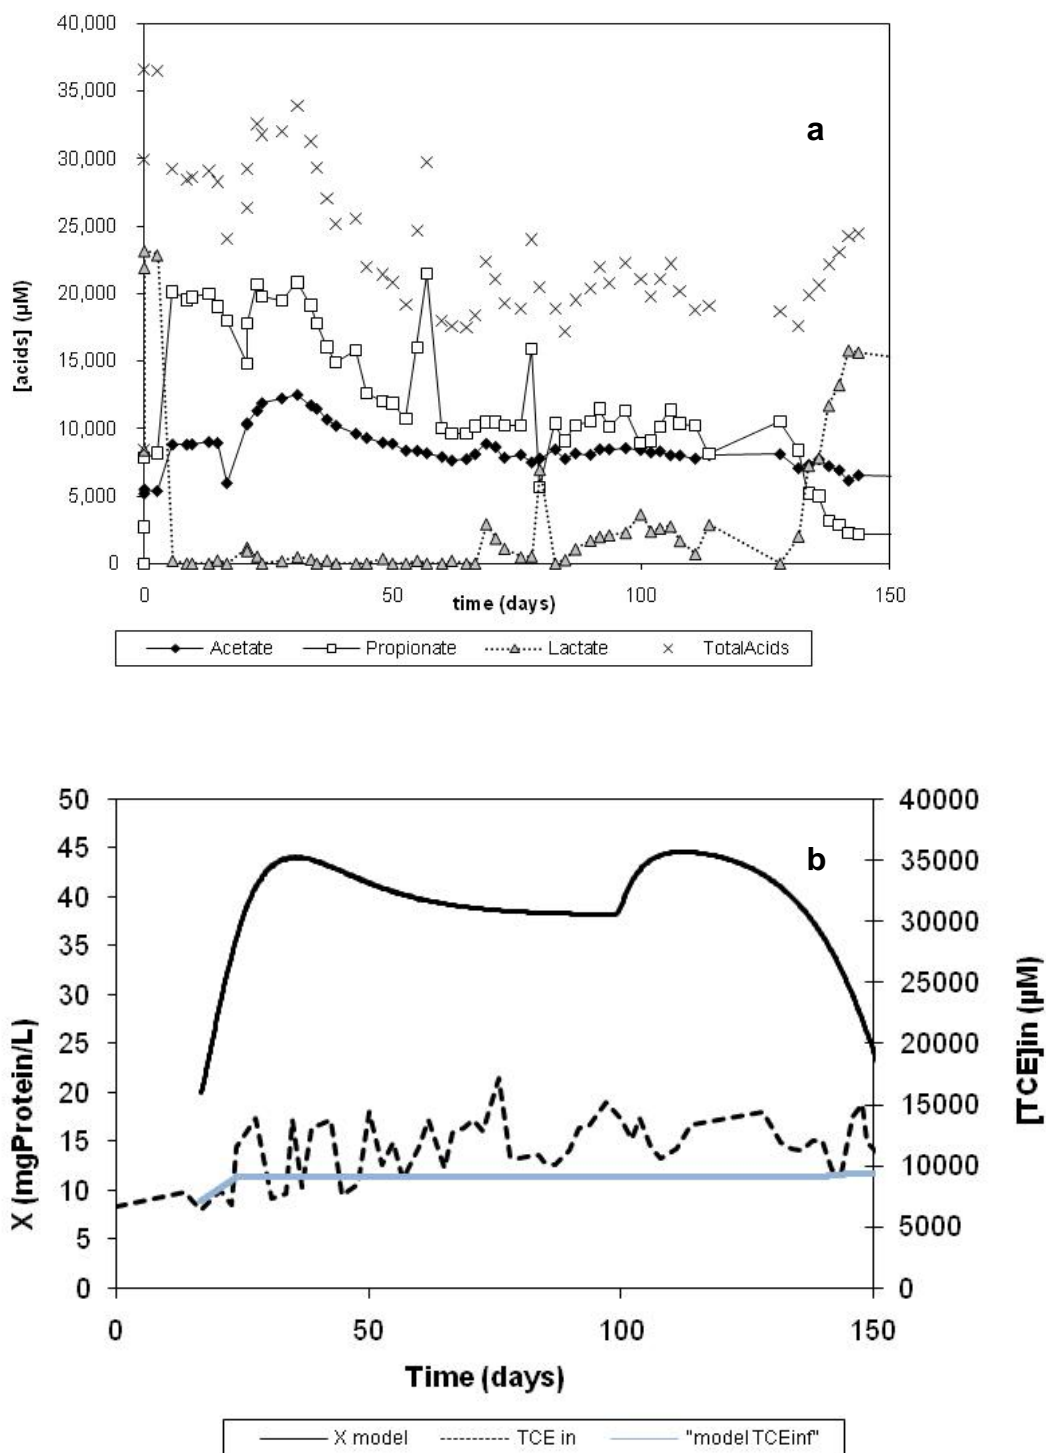 40,000
35,000
30,000
25,000
20,000
15,000
10,000
5,000
0
[acids] (µM)
a
0 50 100 150
time (days)
Acetate Propionate Lactate TotalAcids
50
45
40
35
30
25
20
15
10
5
0
X (mgProtein/L)
b
40000
35000
30000
25000
20000
15000
10000
5000
0
[TCE]in (µM)
0 50 100 150
Time (days)
X model TCE in "model TCEinf"